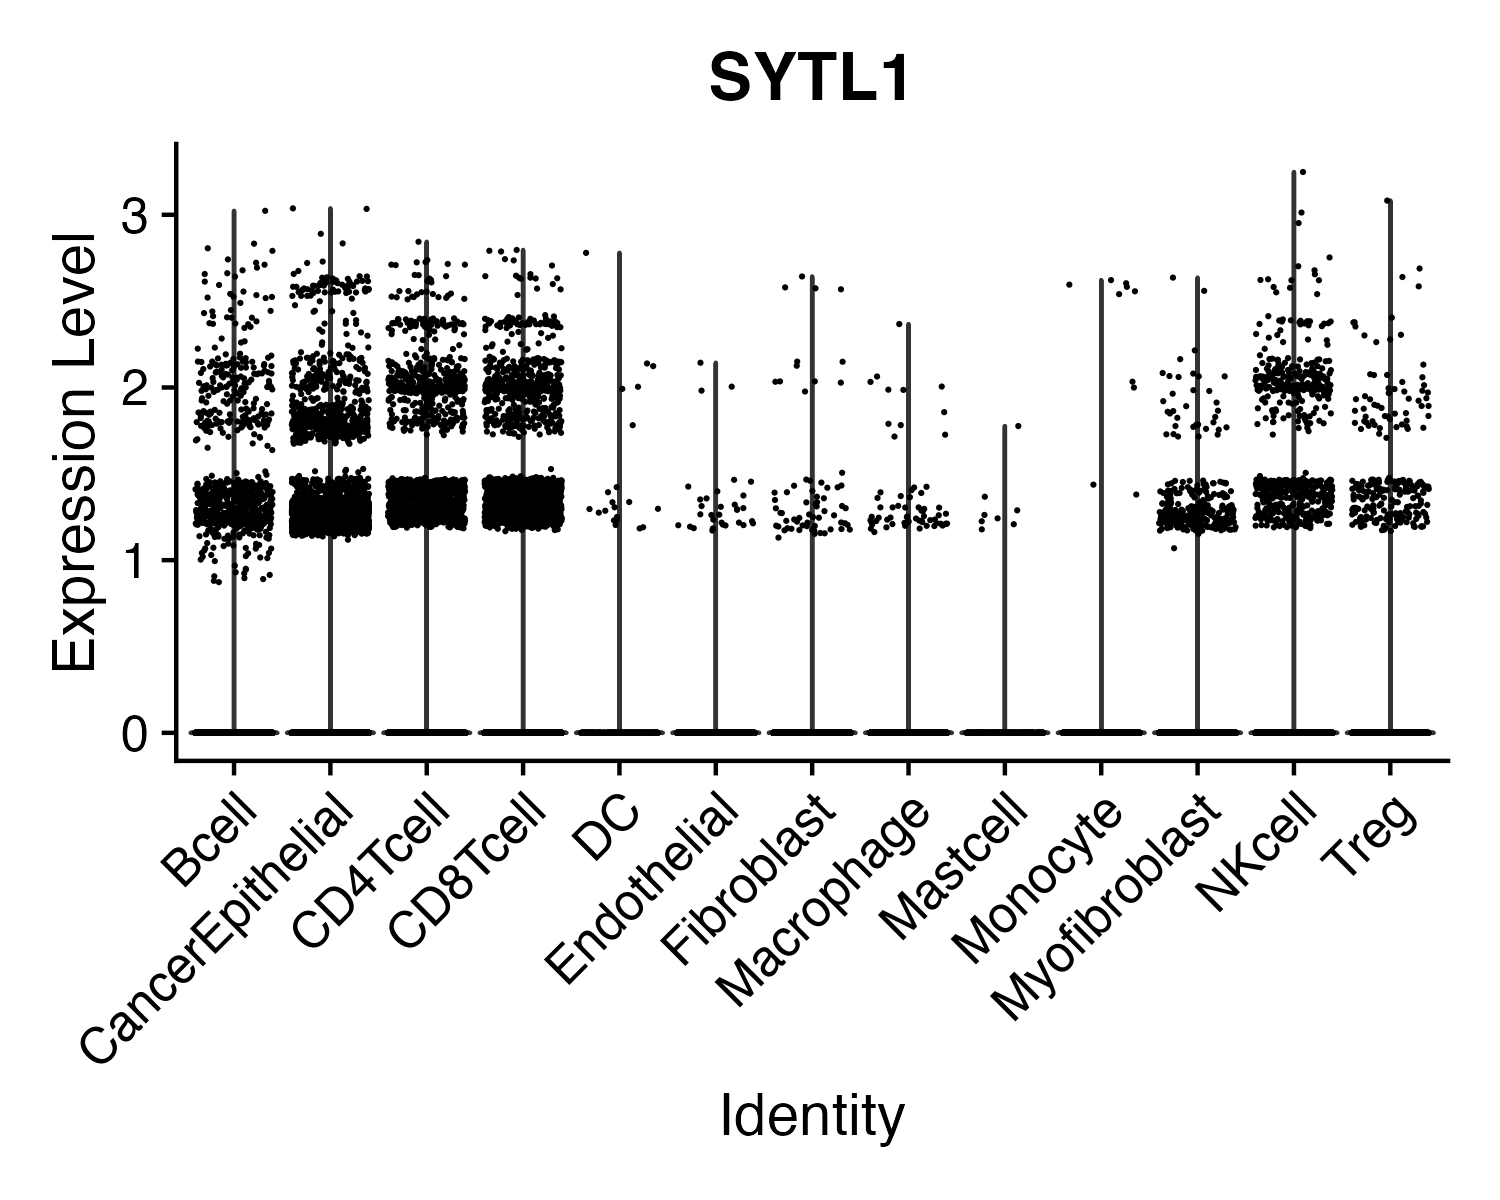 SYTL1
Expression Level
3
2
1
0
Bcell
CancerEpithelial
CD4Tcell
CD8Tcell
DC
Endothelial
Fibroblast
Macrophage
Mastcell
Monocyte
Myofibroblast
NKcell
Treg
Identity